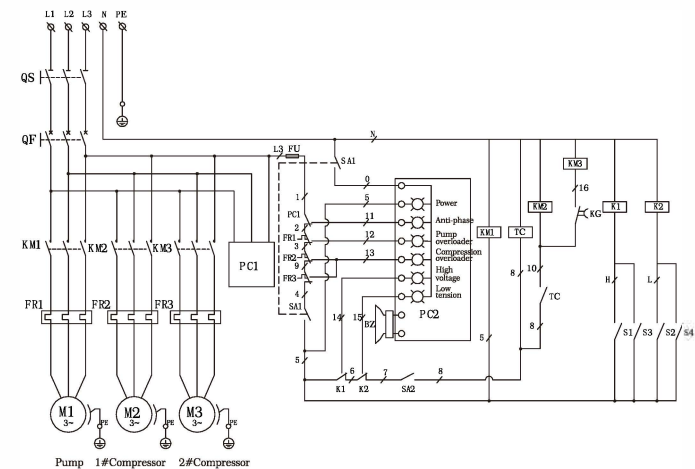 L1 L2 L3 N PE
QS
QF
L3 FU
N
SA1
KM3
0
5
1
16
KM2
K1
K2
KG
Power
PC1
11
Anti-phase
2
FR1
12
Pump overloader
KM1
TC
3
KM1
KM2
KM3
FR2
13
Compression overloader
9
PC1
FR3
High voltage
8
10
H
L
4
Low tension
TC
SA1
FR1
FR2
FR3
14
15
BZ
PC2
8
5
S1
S3
S2
S4
5
6
7
8
K1
K2
SA2
M1
3~
PE
M2
3~
PE
M3
3~
PE
Pump 1#Compressor 2#Compressor